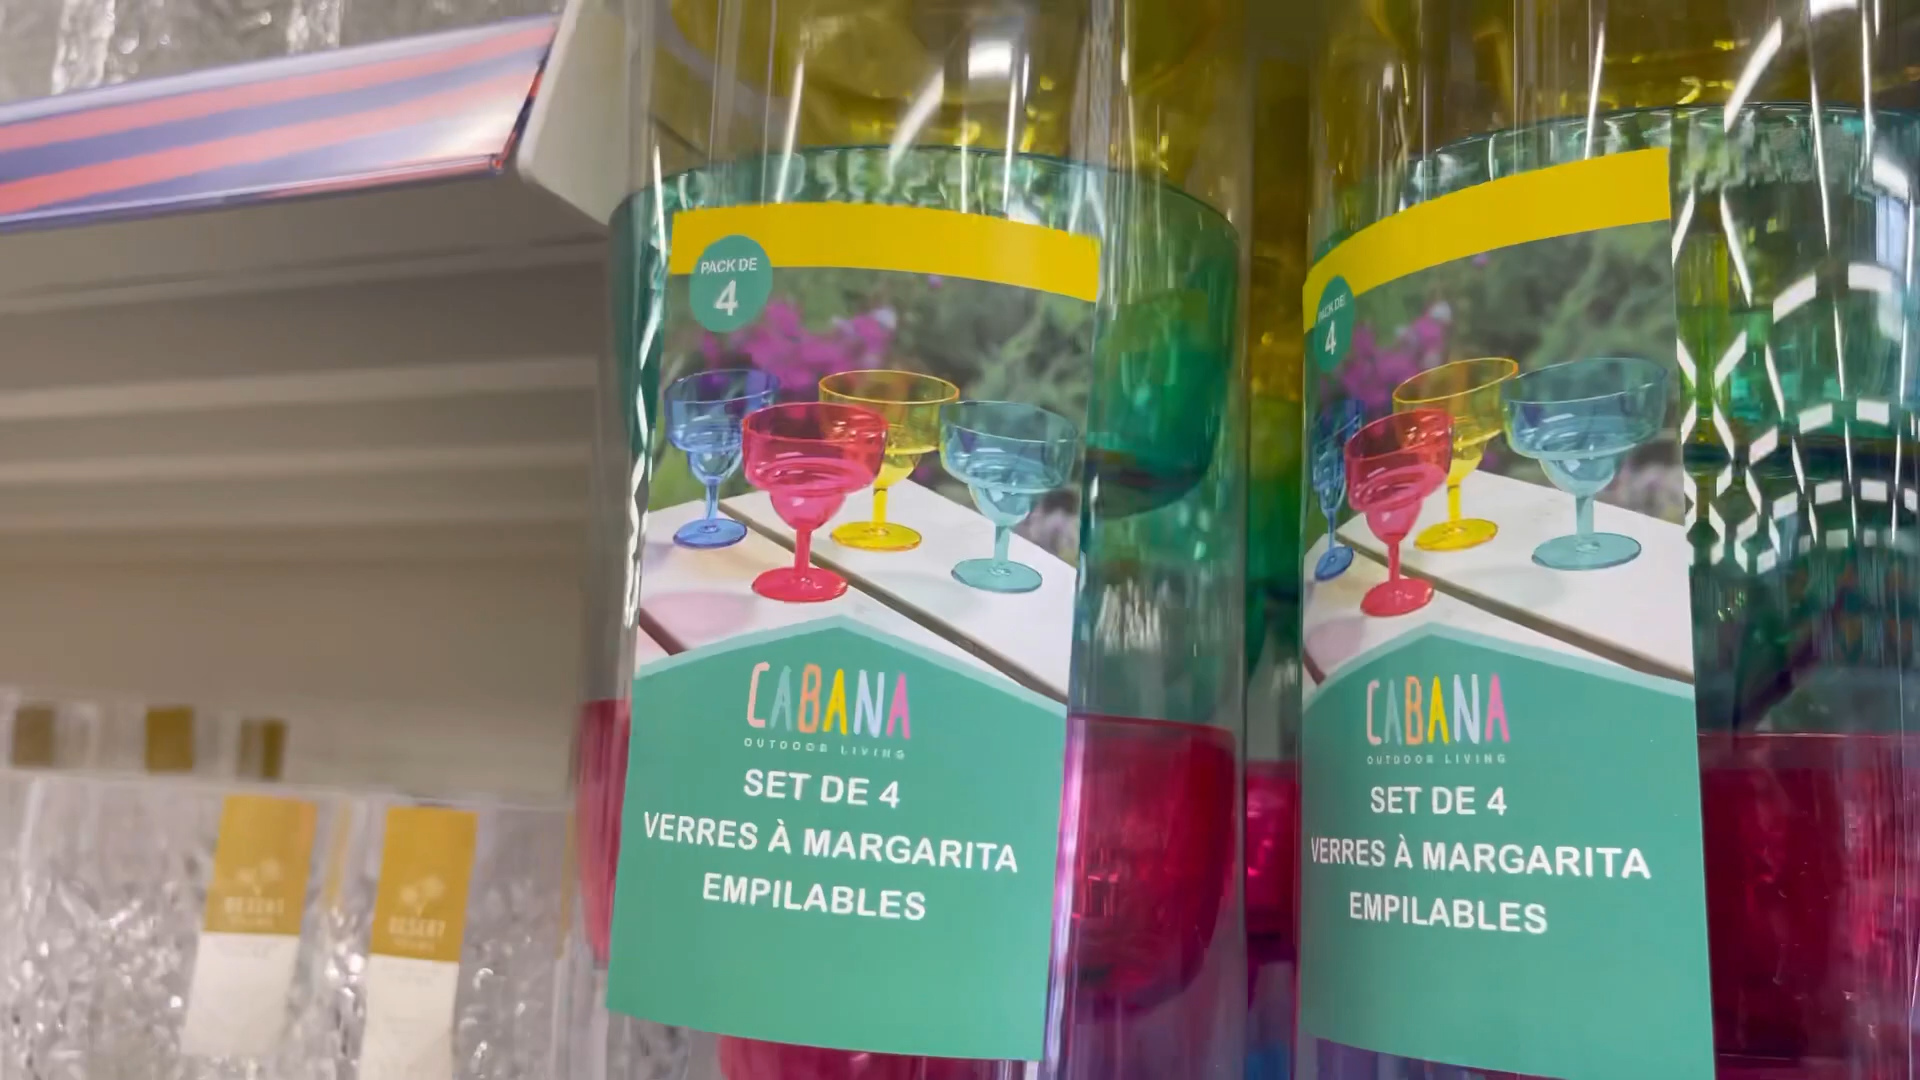 PACK DE
4
CABANA
OUTDOOR LIVING
SET DE 4
VERRES À MARGARITA
EMPILABLES
PACK DE
4
CABANA
OUTDOOR LIVING
SET DE 4
VERRES À MARGARITA
EMPILABLES
DESERT
DESERT